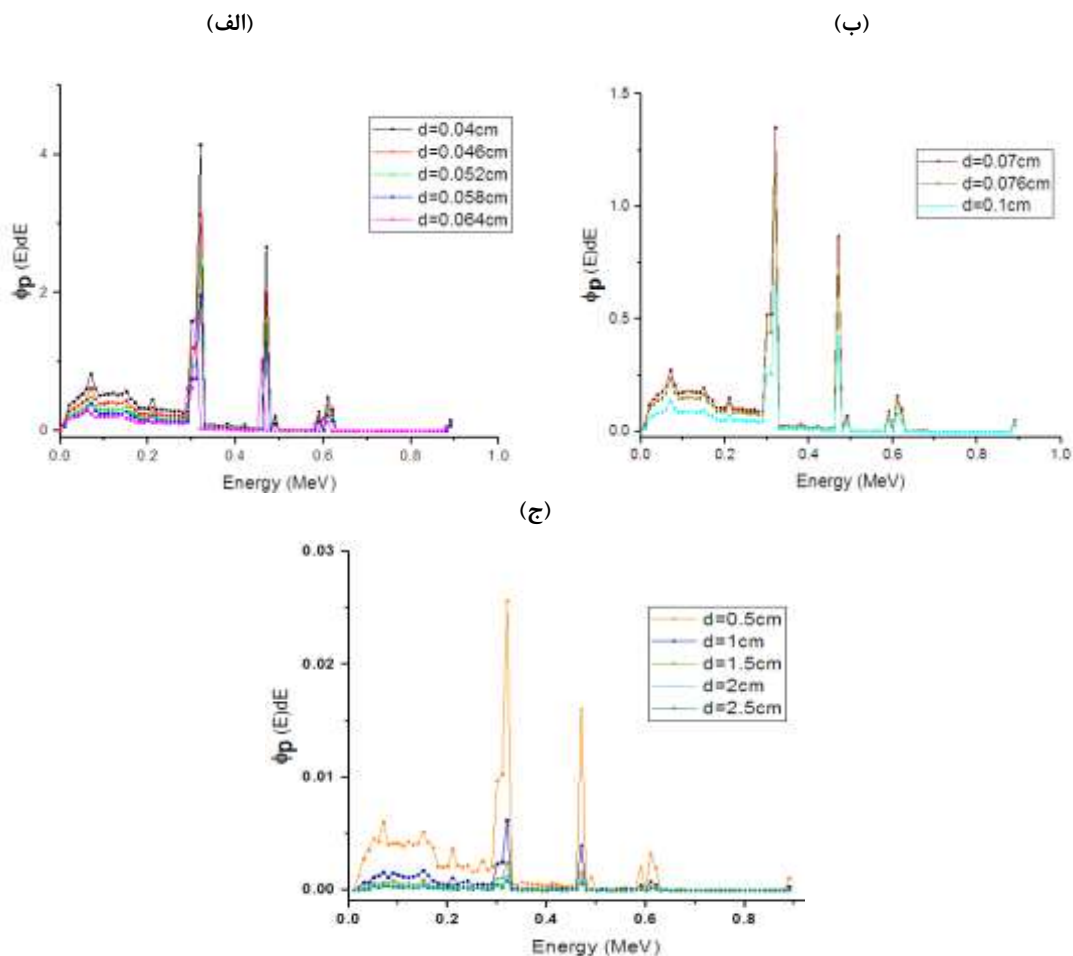 (الف)
4
2
0
0.0 0.2 0.4 0.6 0.8 1.0
ϕp (E)dE
Energy (MeV)
d=0.04cm
d=0.046cm
d=0.052cm
d=0.058cm
d=0.064cm
(ب)
1.5
1.0
0.5
0.0
0.0 0.2 0.4 0.6 0.8 1.0
ϕp (E)dE
Energy (MeV)
d=0.07cm
d=0.076cm
d=0.1cm
(ج)
0.03
0.02
0.01
0.00
0.0 0.2 0.4 0.6 0.8
ϕp (E)dE
Energy (MeV)
d=0.5cm
d=1cm
d=1.5cm
d=2cm
d=2.5cm